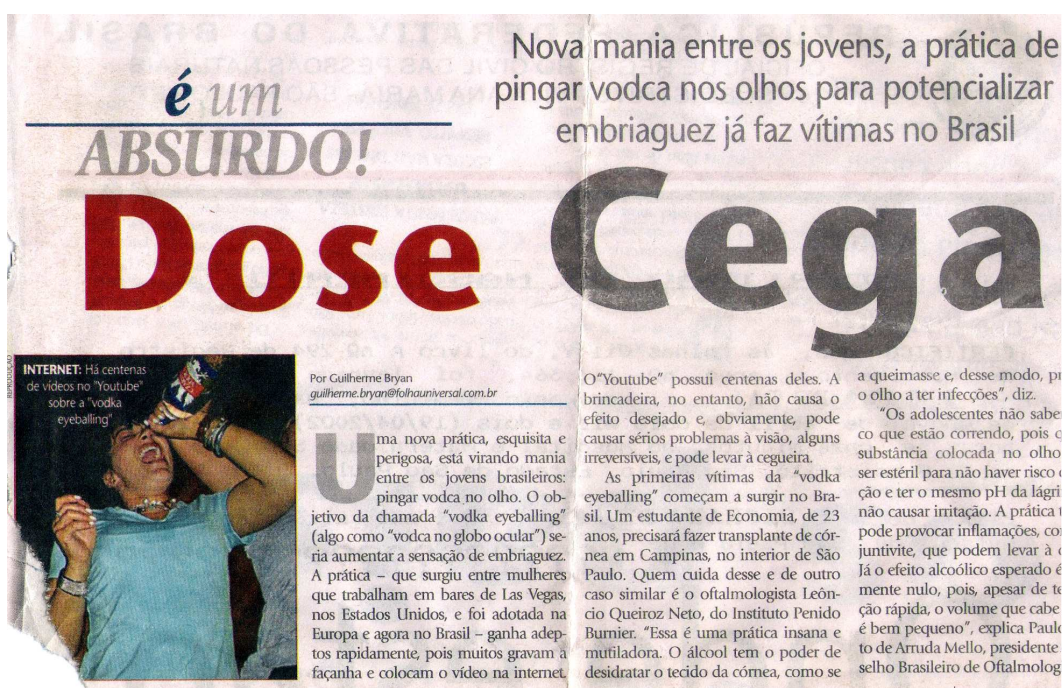 é um
ABSURDO!
Nova mania entre os jovens, a prática de
pingar vodca nos olhos para potencializar
embriaguez já faz vítimas no Brasil
Dose Cega
REPRODUÇÃO
INTERNET: Há centenas
de vídeos no "Youtube"
sobre a "vodka
eyeballing"
Por Guilherme Bryan
guilherme.bryan@folhauniversal.com.br
Uma nova prática, esquisita e
perigosa, está virando mania
entre os jovens brasileiros:
pingar vodca no olho. O ob-
jetivo da chamada "vodka eyeballing"
(algo como "vodca no globo ocular") se-
ria aumentar a sensação de embriaguez.
A prática – que surgiu entre mulheres
que trabalham em bares de Las Vegas,
nos Estados Unidos, e foi adotada na
Europa e agora no Brasil – ganha adep-
tos rapidamente, pois muitos gravam a
façanha e colocam o vídeo na internet.
O"Youtube" possui centenas deles. A
brincadeira, no entanto, não causa o
efeito desejado e, obviamente, pode
causar sérios problemas à visão, alguns
irreversíveis, e pode levar à cegueira.
As primeiras vítimas da "vodka
eyeballing" começam a surgir no Bra-
sil. Um estudante de Economia, de 23
anos, precisará fazer transplante de cór-
nea em Campinas, no interior de São
Paulo. Quem cuida desse e de outro
caso similar é o oftalmologista Leôn-
cio Queiroz Neto, do Instituto Penido
Burnier. "Essa é uma prática insana e
mutiladora. O álcool tem o poder de
desidratar o tecido da córnea, como se
a queimasse e, desse modo,
o olho a ter infecções", diz.
"Os adolescentes não
co que estão correndo, pois
substância colocada no olho
ser estéril para não haver risco
ção e ter o mesmo pH da
não causar irritação. A prática
pode provocar inflamações,
juntivite, que podem levar à
Já o efeito alcoólico esperado
mente nulo, pois, apesar de
ção rápida, o volume que cabe
é bem pequeno", explica Paulo
to de Arruda Mello, presidente
selho Brasileiro de